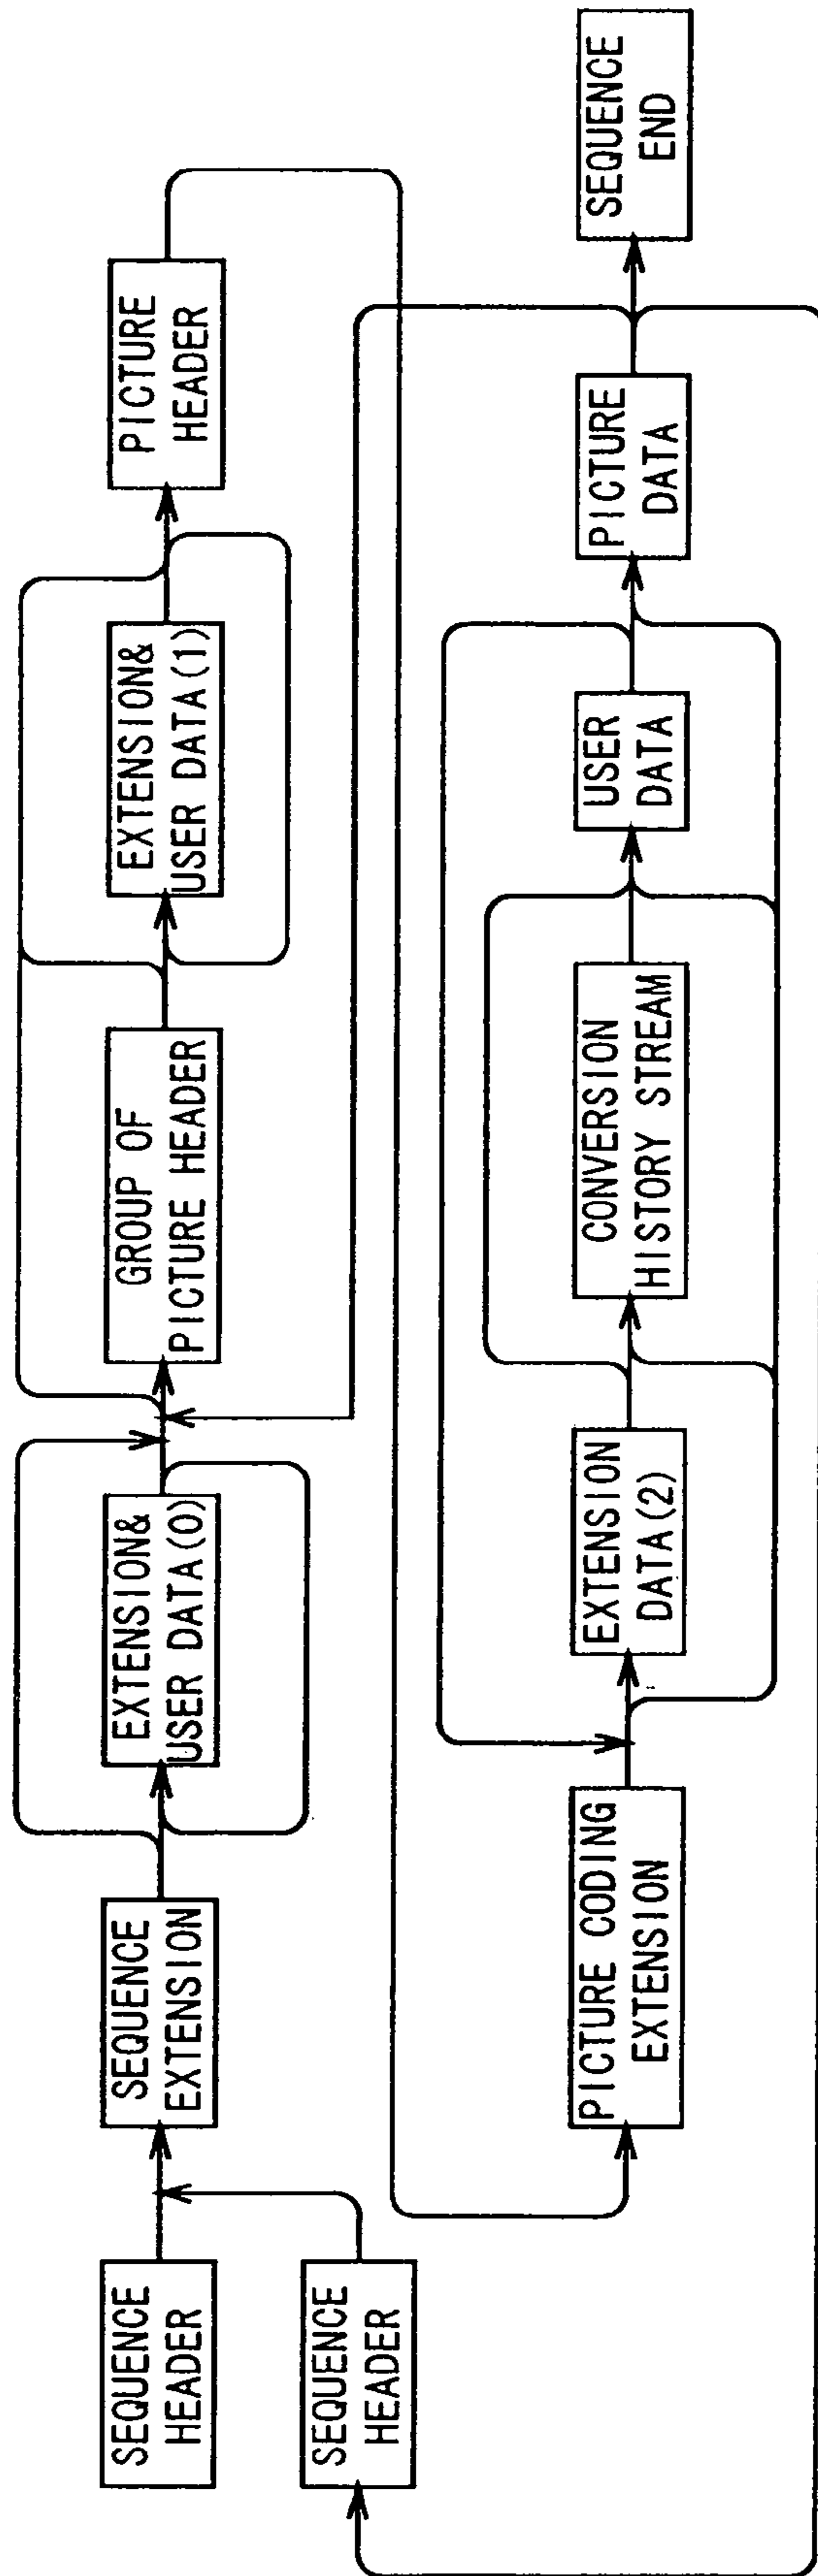 SEQUENCE
HEADER
SEQUENCE
EXTENSION
EXTENSION&
USER DATA(0)
GROUP OF
PICTURE HEADER
EXTENSION&
USER DATA(1)
PICTURE
HEADER
SEQUENCE
HEADER
PICTURE CODING
EXTENSION
EXTENSION
DATA(2)
CONVERSION
HISTORY STREAM
USER
DATA
PICTURE
DATA
SEQUENCE
END